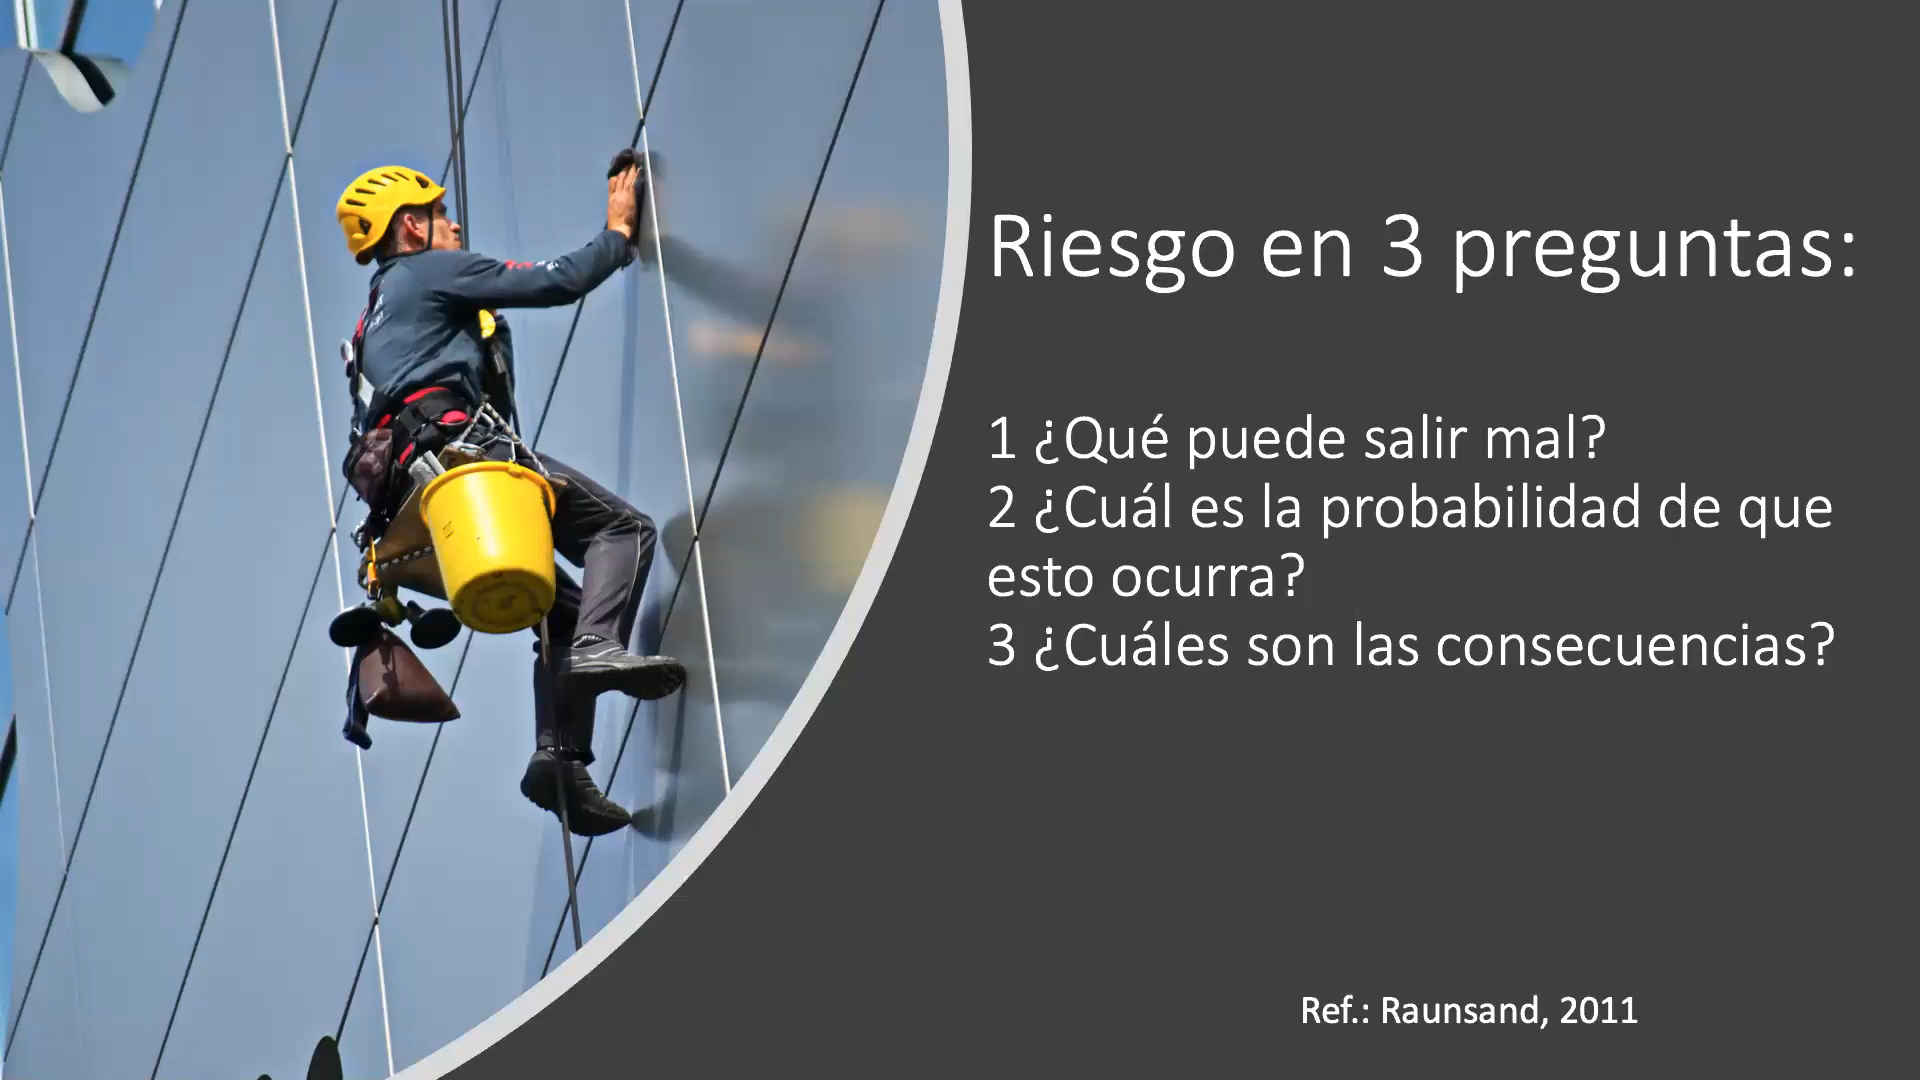 Riesgo en 3 preguntas:
1 ¿Qué puede salir mal?
2 ¿Cuál es la probabilidad de que
esto ocurra?
3 ¿Cuáles son las consecuencias?
Ref.: Raunsand, 2011